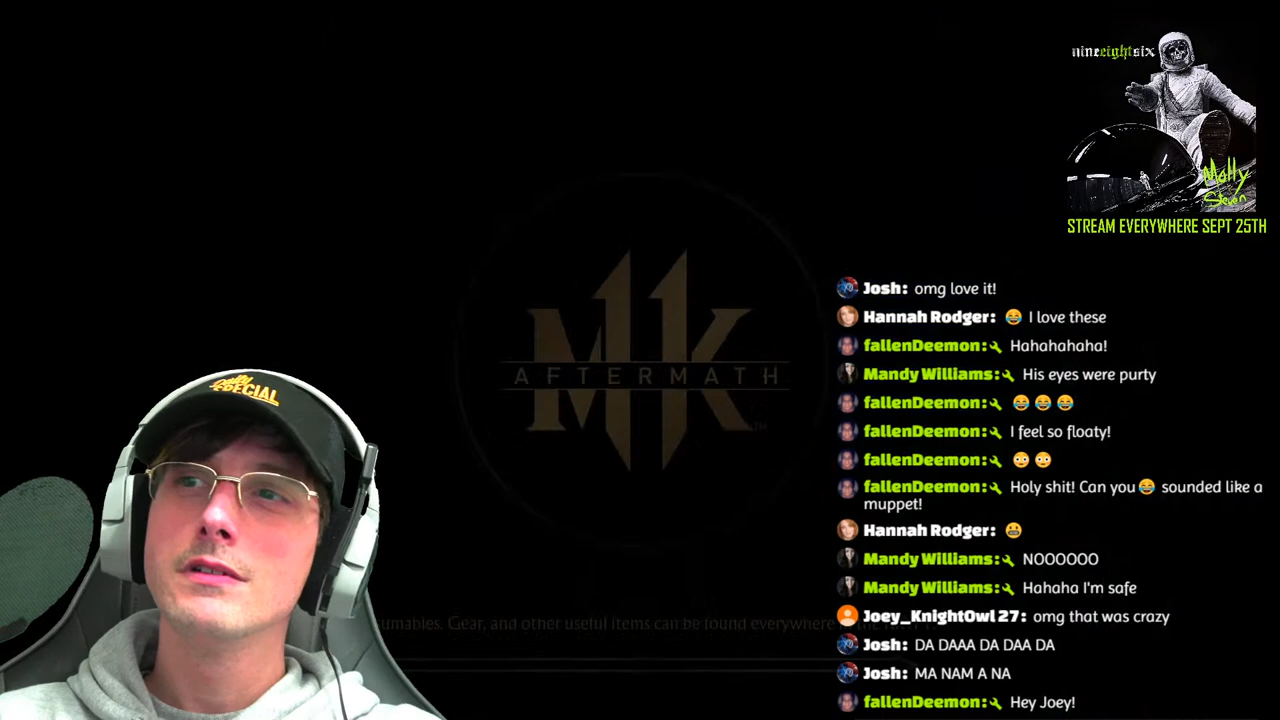 nineeightsix
Molly
Steven
STREAM EVERYWHERE SEPT 25TH
Josh: omg love it!
Hannah Rodger: 😂 I love these
fallenDeemon: Hahahahaha!
Mandy Williams: His eyes were purty
fallenDeemon: 😂 😂 😂
fallenDeemon: I feel so floaty!
fallenDeemon: 😳 😳
fallenDeemon: Holy shit! Can you😂 sounded like a
muppet!
Hannah Rodger: 😬
Mandy Williams: NOOOOOO
Mandy Williams: Hahaha I'm safe
Joey_KnightOwl 27: omg that was crazy
Josh: DA DAAA DA DAA DA
Josh: MA NAM A NA
fallenDeemon: Hey Joey!
MK
AFTERMATH
TM
SPECIAL
umables, Gear, and other useful items can be found everywhere